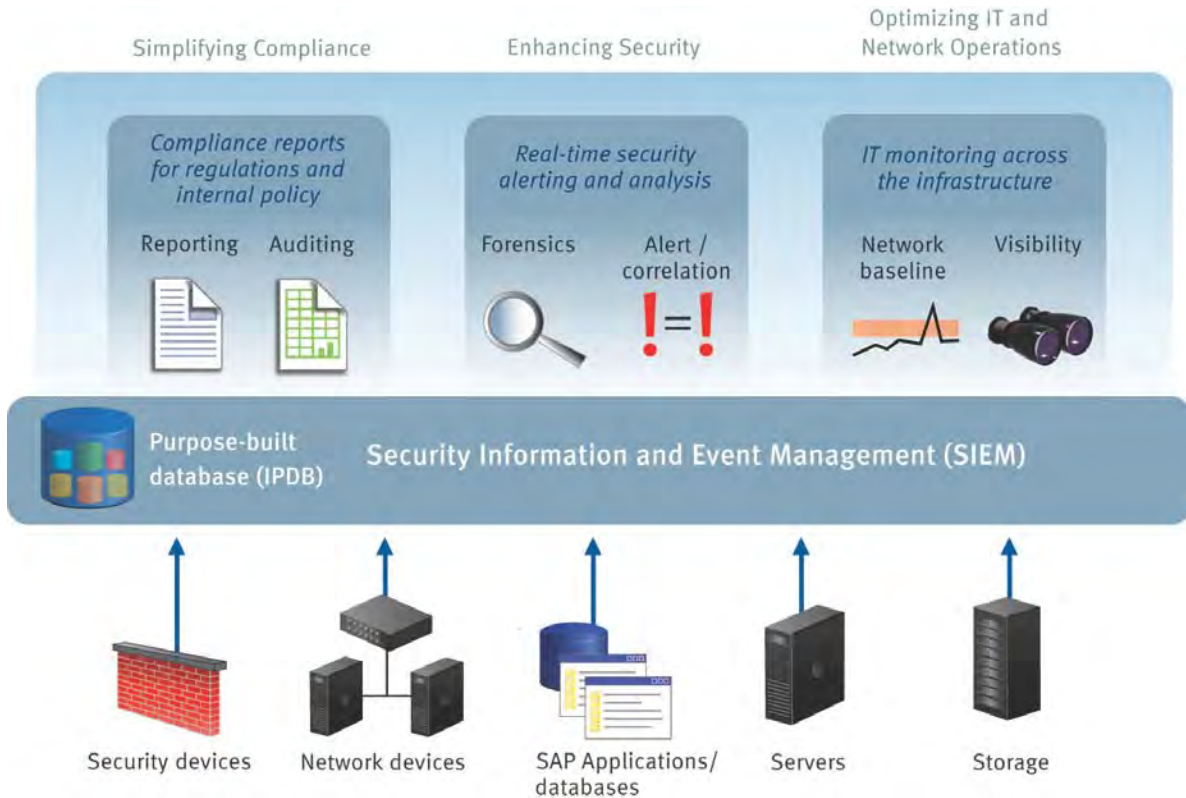 Simplifying Compliance
Enhancing Security
Optimizing IT and
Network Operations
Compliance reports
for regulations and
internal policy
Reporting
Auditing
Real-time security
alerting and analysis
Forensics
Alert /
correlation
!=!
IT monitoring across
the infrastructure
Network
baseline
Visibility
Purpose-built
database (IPDB)
Security Information and Event Management (SIEM)
Security devices
Network devices
SAP Applications/
databases
Servers
Storage